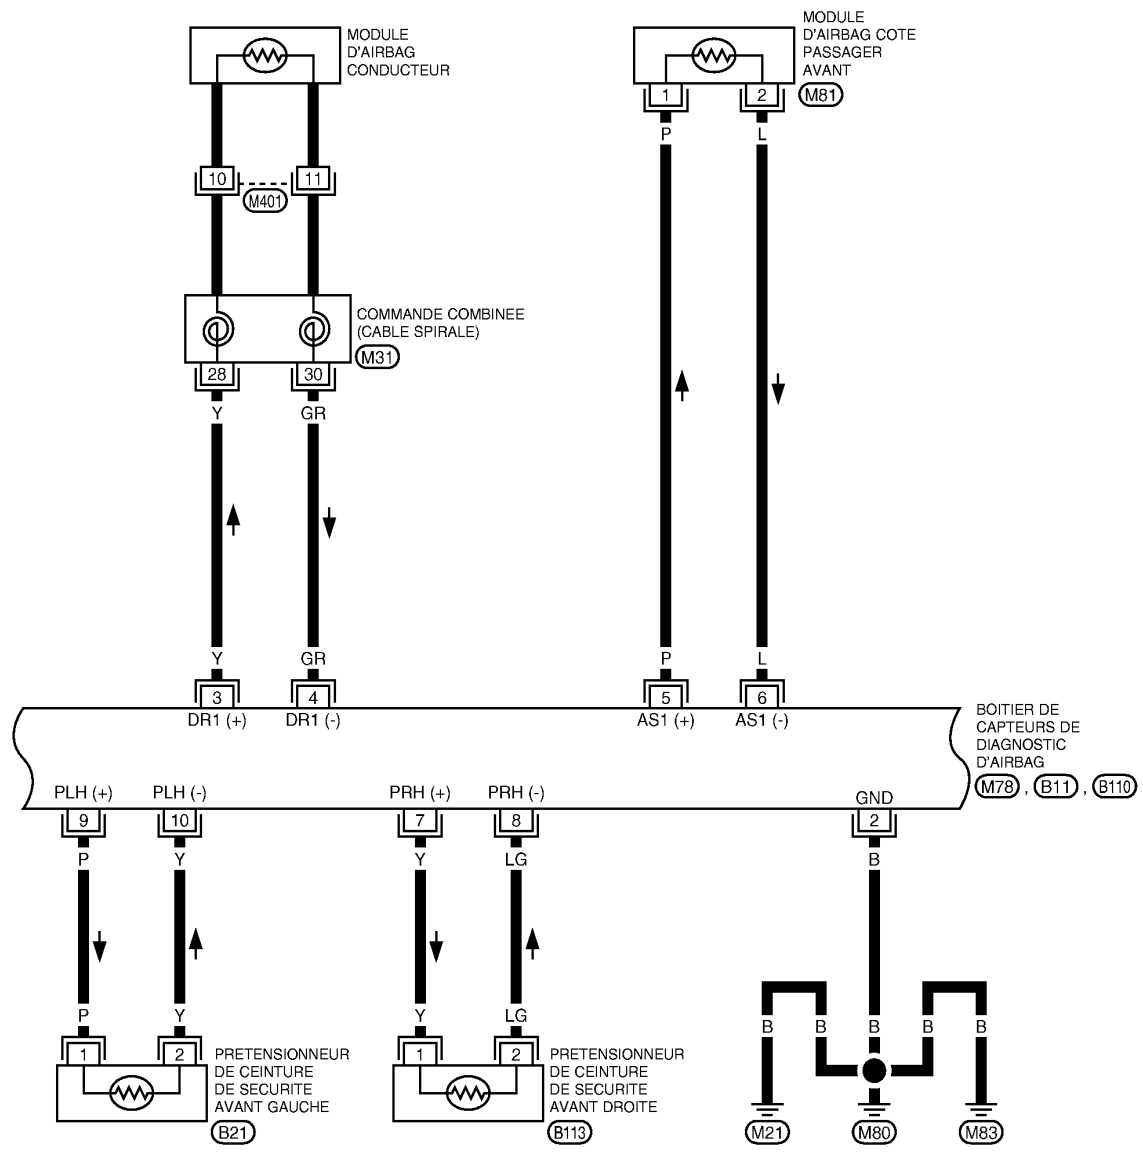 MODULE
D'AIRBAG
CONDUCTEUR
MODULE
D'AIRBAG COTE
PASSAGER
AVANT
1 2 M81
P L
10 11
M401
COMMANDE COMBINEE
(CABLE SPIRALE)
M31
28 30
Y GR
Y GR P L
3 4 5 6
DR1 (+) DR1 (-) AS1 (+) AS1 (-)
BOITIER DE
CAPTEURS DE
DIAGNOSTIC
D'AIRBAG
M78 , B11 , B110
PLH (+) PLH (-) PRH (+) PRH (-) GND
9 10 7 8 2
P Y Y LG B
P Y Y LG
B B B B B
1 2 1 2
PRETENSIONNEUR
DE CEINTURE
DE SECURITE
AVANT GAUCHE
B21
PRETENSIONNEUR
DE CEINTURE
DE SECURITE
AVANT DROITE
B113
M21 M80 M83